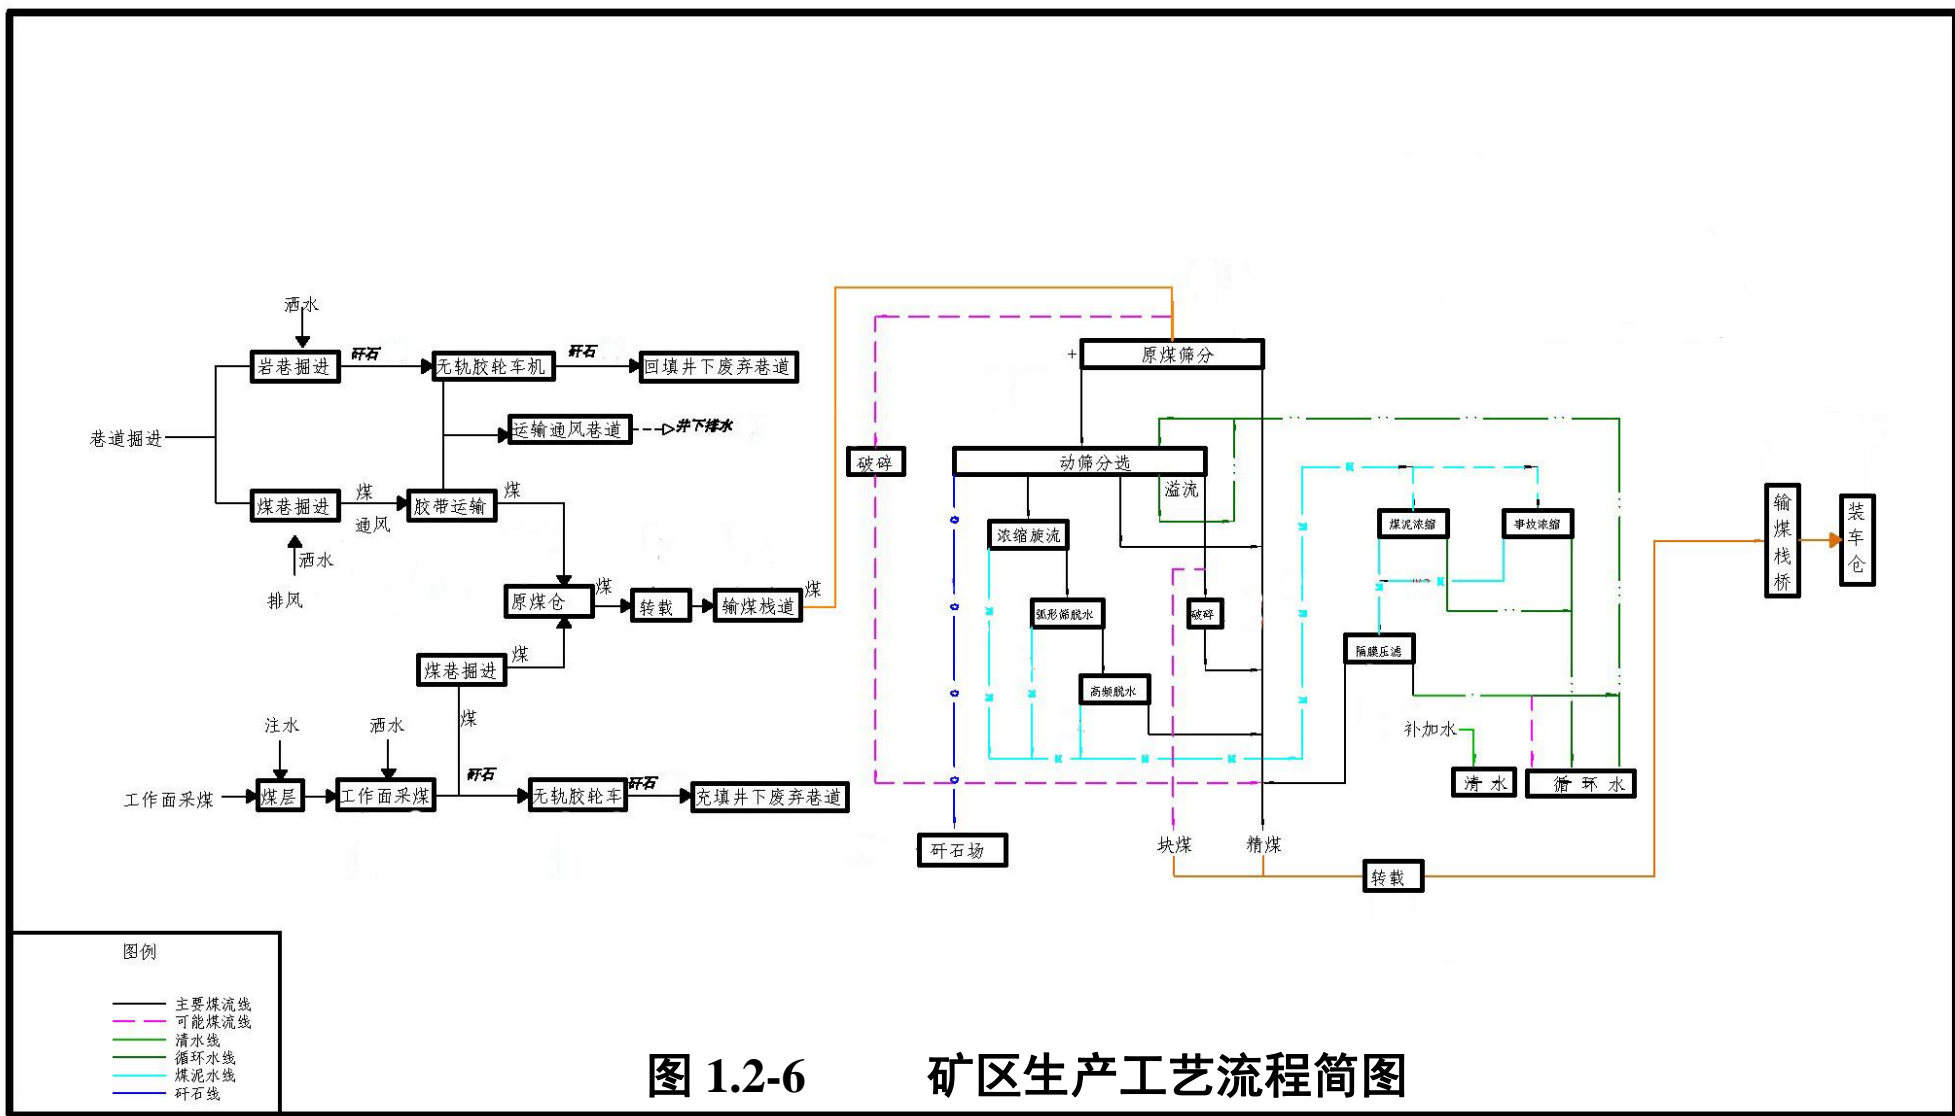 洒水
岩巷掘进
矸石
无轨胶轮车机
矸石
回填井下废弃巷道
巷道掘进
运输通风巷道
井下排水
煤巷掘进
煤
通风
胶带运输
煤
洒水
排风
原煤仓
煤
转载
输煤栈道
煤
煤巷掘进
煤
煤
注水
洒水
工作面采煤
煤层
工作面采煤
矸石
无轨胶轮车
矸石
充填井下废弃巷道
+
原煤筛分
破碎
动筛分选
溢流
浓缩旋流
弧形筛脱水
高频脱水
破碎
煤泥浓缩
事故浓缩
隔膜压滤
补加水
清水
循环水
矸石场
块煤
精煤
转载
输煤栈桥
装车仓
图例
主要煤流线
可能煤流线
清水线
循环水线
煤泥水线
矸石线
图 1.2-6 矿区生产工艺流程简图